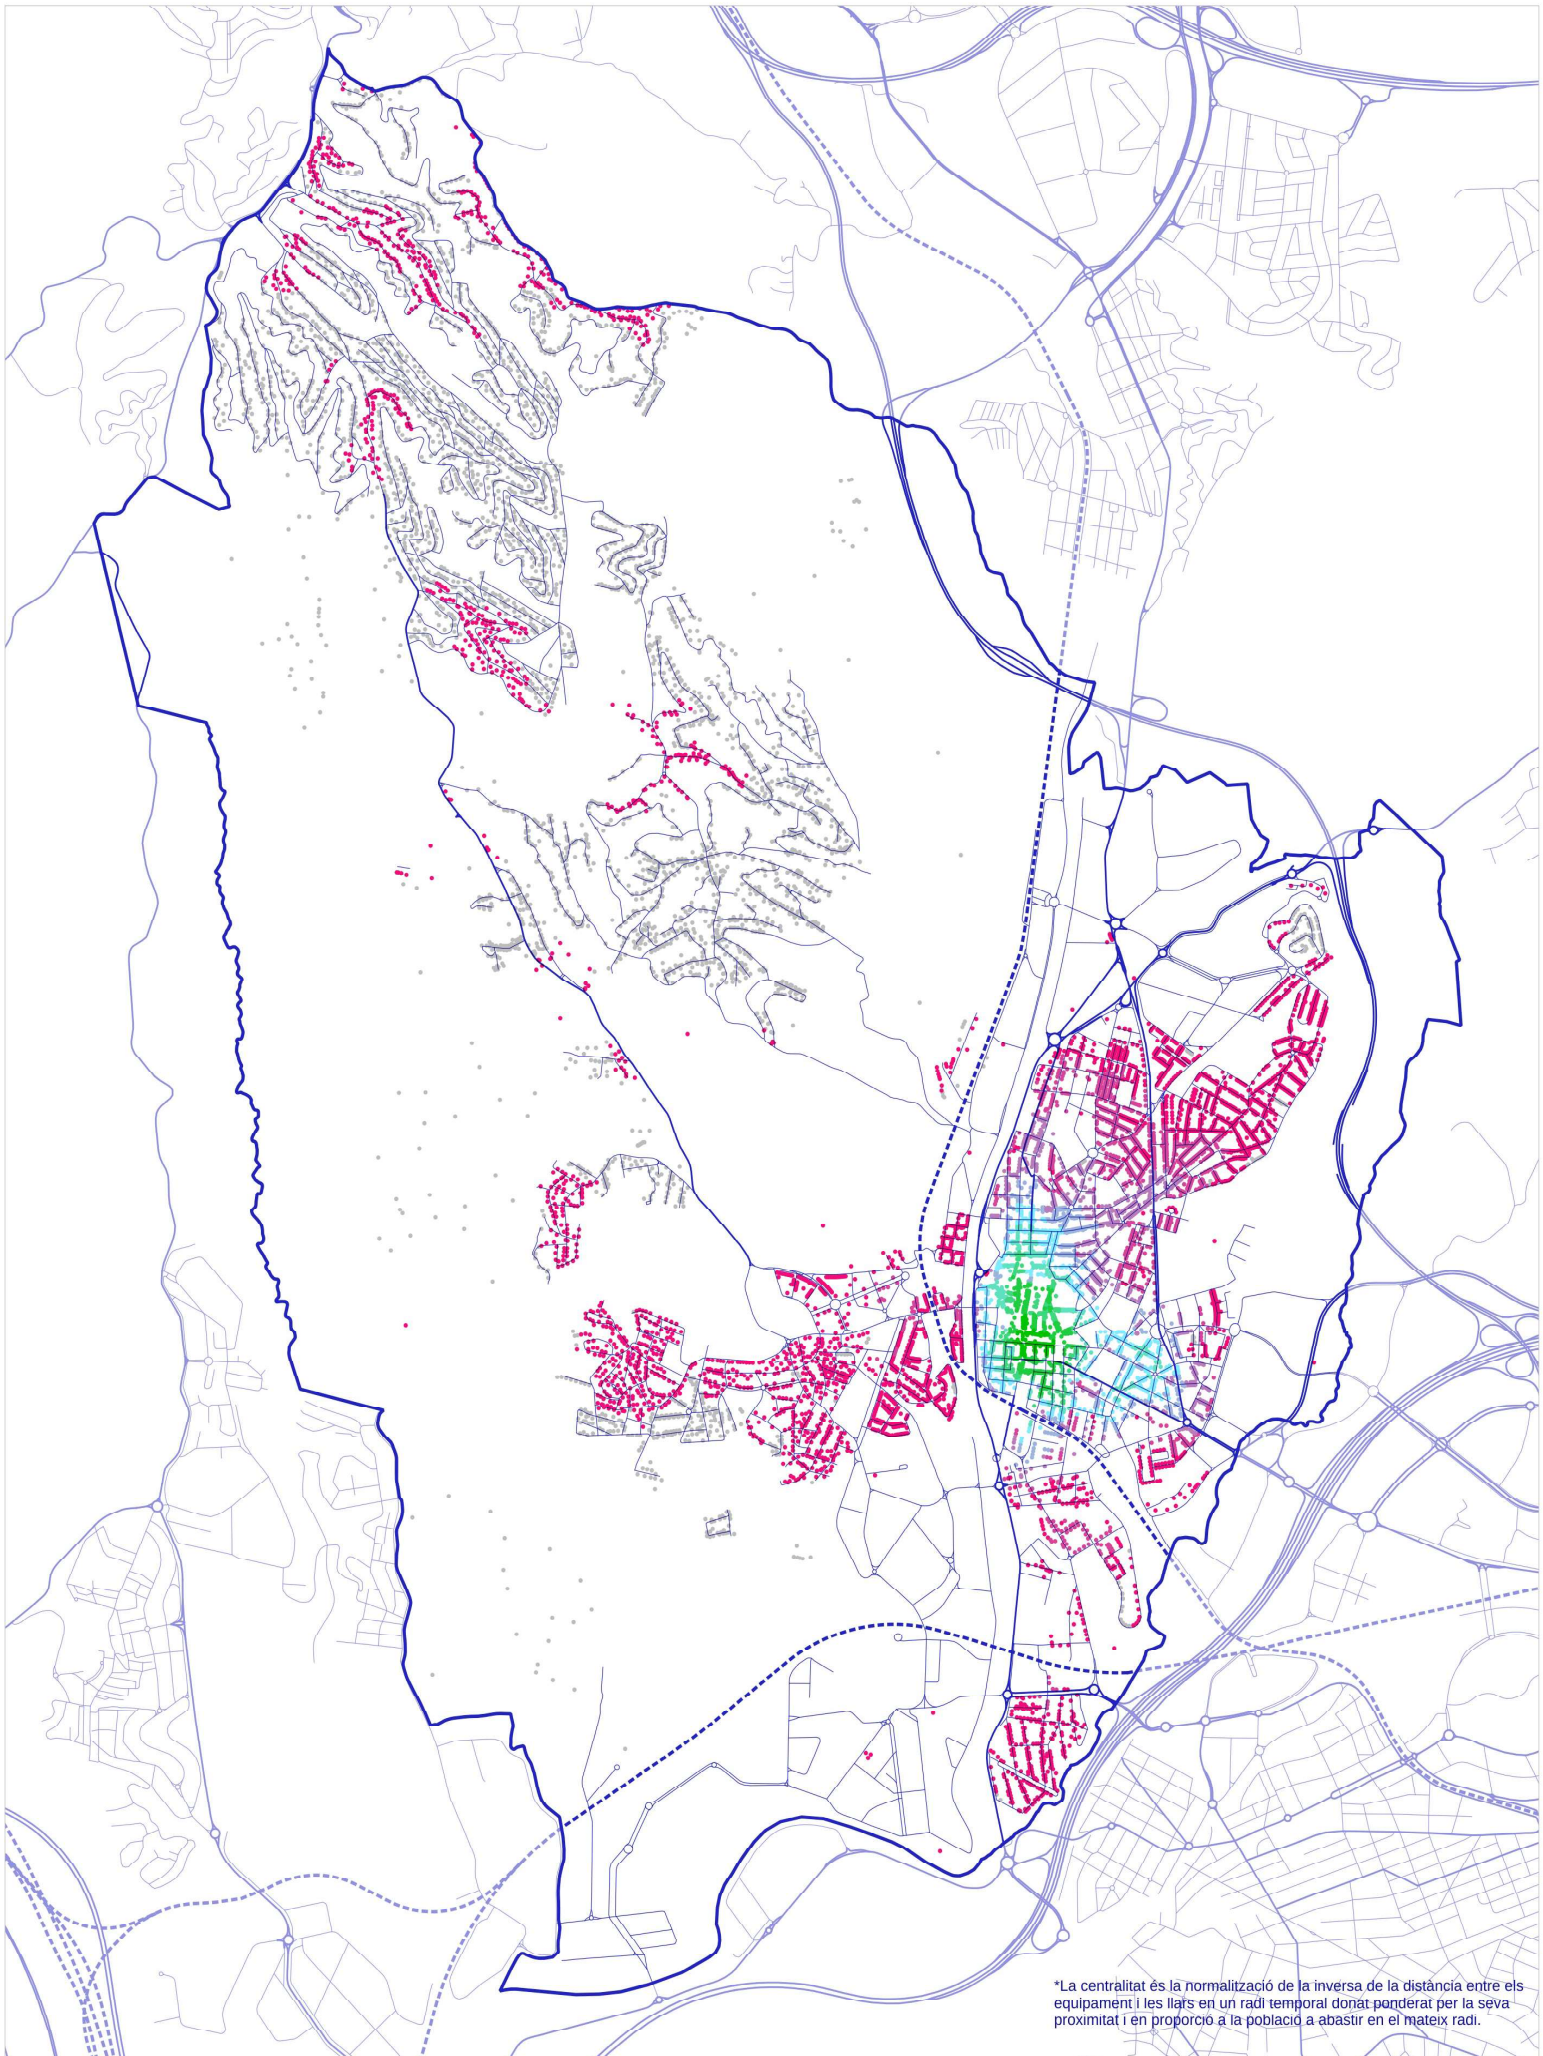 *La centralitat és la normalització de la inversa de la distància entre els
equipament i les llars en un radi temporal donat ponderat per la seva
proximitat i en proporció a la població a abastir en el mateix radi.